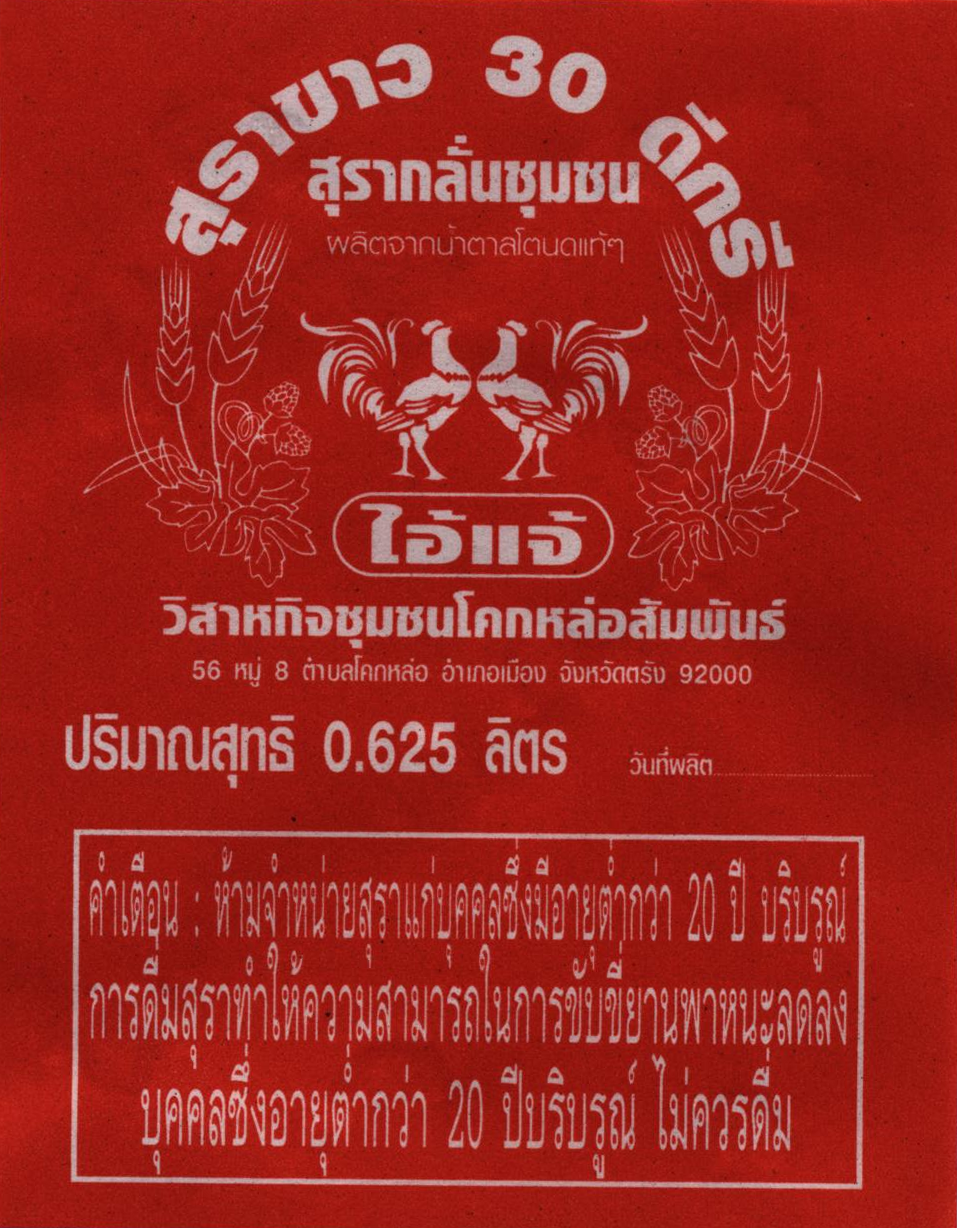 สุราขาว 30 ดีกรี
สุรากลั่นชุมชน
ผลิตจากน้ำตาลโตนดแท้ๆ
ไอ้แจ้
วิสาหกิจชุมชนโคกหล่อสัมพันธ์
56 หมู่ 8 ตำบลโคกหล่อ อำเภอเมือง จังหวัดตรัง 92000
ปริมาณสุทธิ 0.625 ลิตร วันที่ผลิต....................
คำเตือน : ห้ามจำหน่ายสุราแก่บุคคลซึ่งมีอายุต่ำกว่า 20 ปี บริบรูณ์
การดื่มสุราทำให้ความสามารถในการขับขี่ยานพาหนะลดลง
บุคคลซึ่งอายุต่ำกว่า 20 ปีบริบรูณ์ ไม่ควรดื่ม